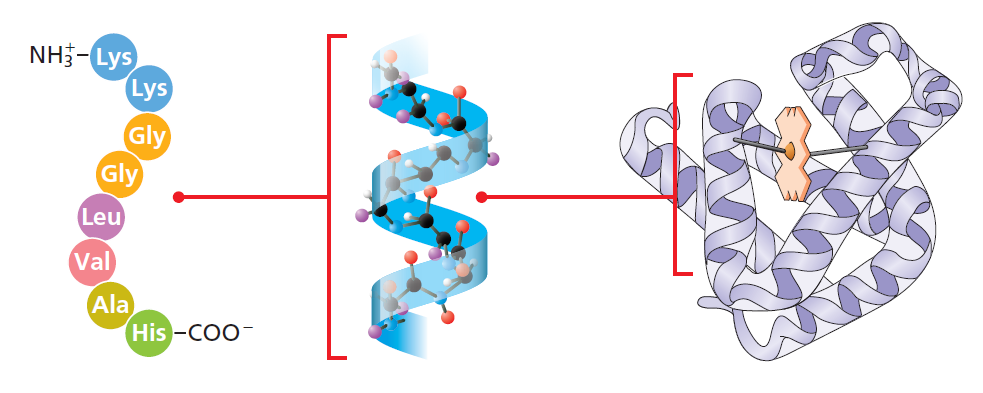 NH₃⁺–Lys
Lys
Gly
Gly
Leu
Val
Ala
His–COO⁻